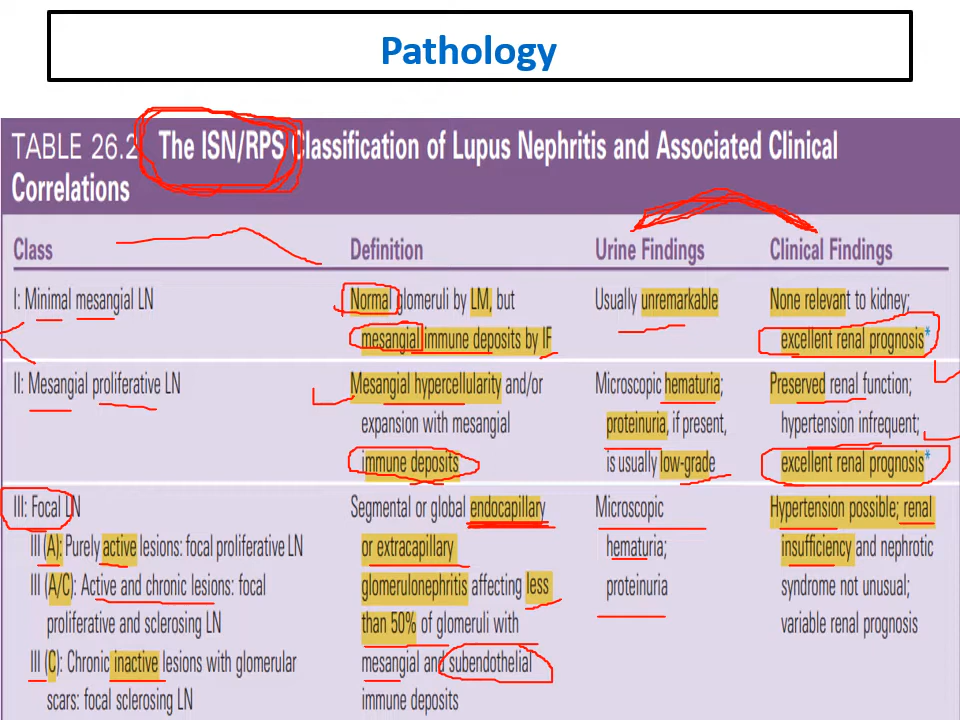 Pathology
TABLE 26.2 The ISN/RPS Classification of Lupus Nephritis and Associated Clinical
Correlations
Class Definition Urine Findings Clinical Findings
I: Minimal mesangial LN
Normal glomeruli by LM, but
mesangial immune deposits by IF
Usually unremarkable
None relevant to kidney;
excellent renal prognosis*
II: Mesangial proliferative LN
Mesangial hypercellularity and/or
expansion with mesangial
immune deposits
Microscopic hematuria;
proteinuria, if present,
is usually low-grade
Preserved renal function;
hypertension infrequent;
excellent renal prognosis*
III: Focal LN
III (A): Purely active lesions: focal proliferative LN
III (A/C): Active and chronic lesions: focal
proliferative and sclerosing LN
III (C): Chronic inactive lesions with glomerular
scars: focal sclerosing LN
Segmental or global endocapillary
or extracapillary
glomerulonephritis affecting less
than 50% of glomeruli with
mesangial and subendothelial
immune deposits
Microscopic
hematuria;
proteinuria
Hypertension possible; renal
insufficiency and nephrotic
syndrome not unusual;
variable renal prognosis